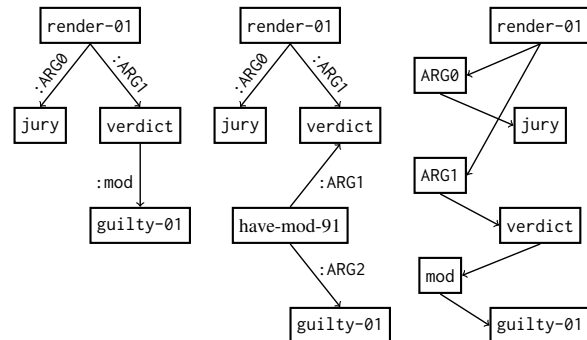 render-01
:ARG0 :ARG1
jury verdict
:mod
guilty-01
render-01
:ARG0 :ARG1
jury verdict
:ARG1
have-mod-91
:ARG2
guilty-01
render-01
ARG0
jury
ARG1
verdict
mod
guilty-01